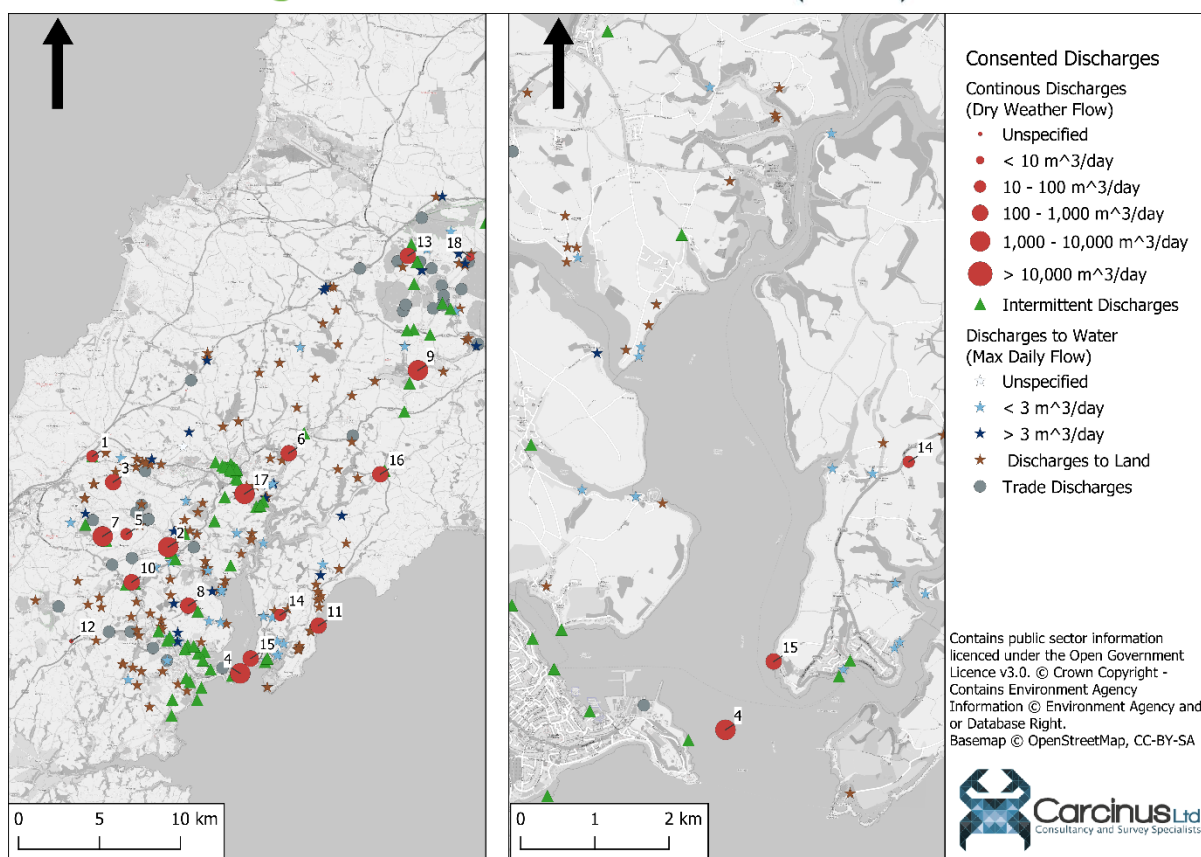 13
18
9
1
6
3
16
17
7
5
2
10
8
14
11
12
15
4
0
5
10 km
14
15
4
0
1
2 km
Consented Discharges
Continous Discharges
(Dry Weather Flow)
Unspecified
< 10 m^3/day
10 - 100 m^3/day
100 - 1,000 m^3/day
1,000 - 10,000 m^3/day
> 10,000 m^3/day
Intermittent Discharges
Discharges to Water
(Max Daily Flow)
Unspecified
< 3 m^3/day
> 3 m^3/day
Discharges to Land
Trade Discharges
Contains public sector information
licenced under the Open Government
Licence v3.0. © Crown Copyright -
Contains Environment Agency
Information © Environment Agency and
or Database Right.
Basemap © OpenStreetMap, CC-BY-SA
Carcinus Ltd
Consultancy and Survey Specialists